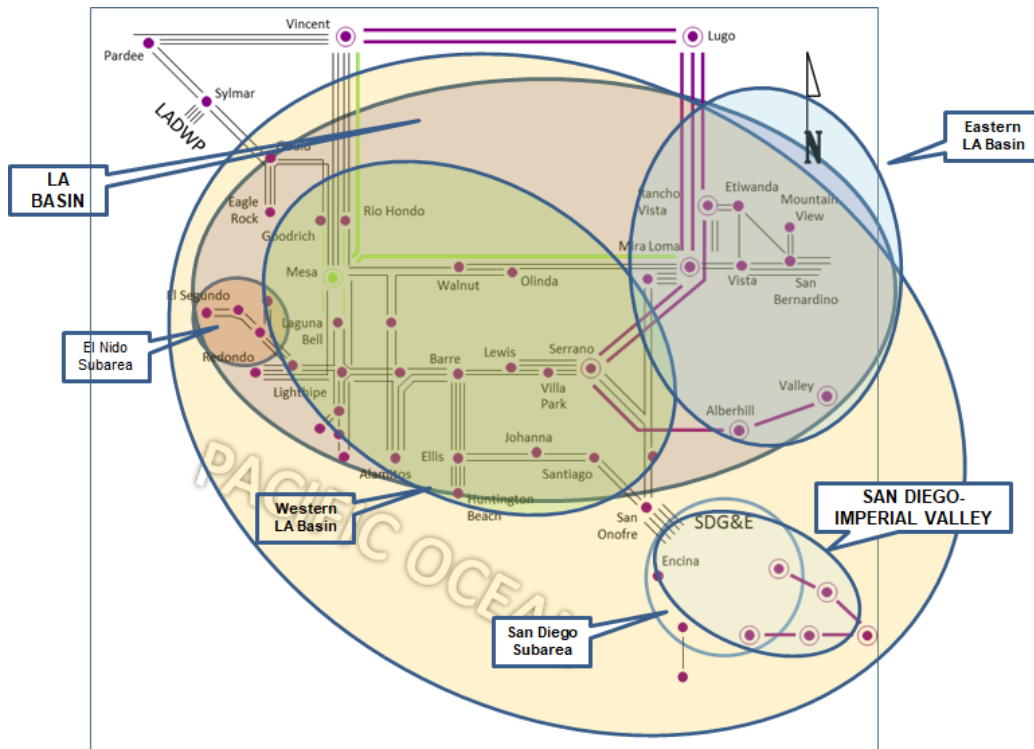 Vincent
Lugo
Pardee
Sylmar
LADWP
N
Eastern
LA Basin
Gould
LA
BASIN
Eagle
Rock
Goodrich
Rio Hondo
Rancho
Vista
Etiwanda
Mountain
View
Mira Loma
Mesa
Walnut
Olinda
Vista
San
Bernardino
El Segundo
Laguna
Bell
El Nido
Subarea
Redondo
Lighthipe
Barre
Lewis
Serrano
Villa
Park
Valley
Alberhill
Johanna
Ellis
Santiago
Alamitos
PACIFIC OCEAN
Western
LA Basin
Huntington
Beach
San
Onofre
SDG&E
SAN DIEGO-
IMPERIAL VALLEY
Encina
San Diego
Subarea